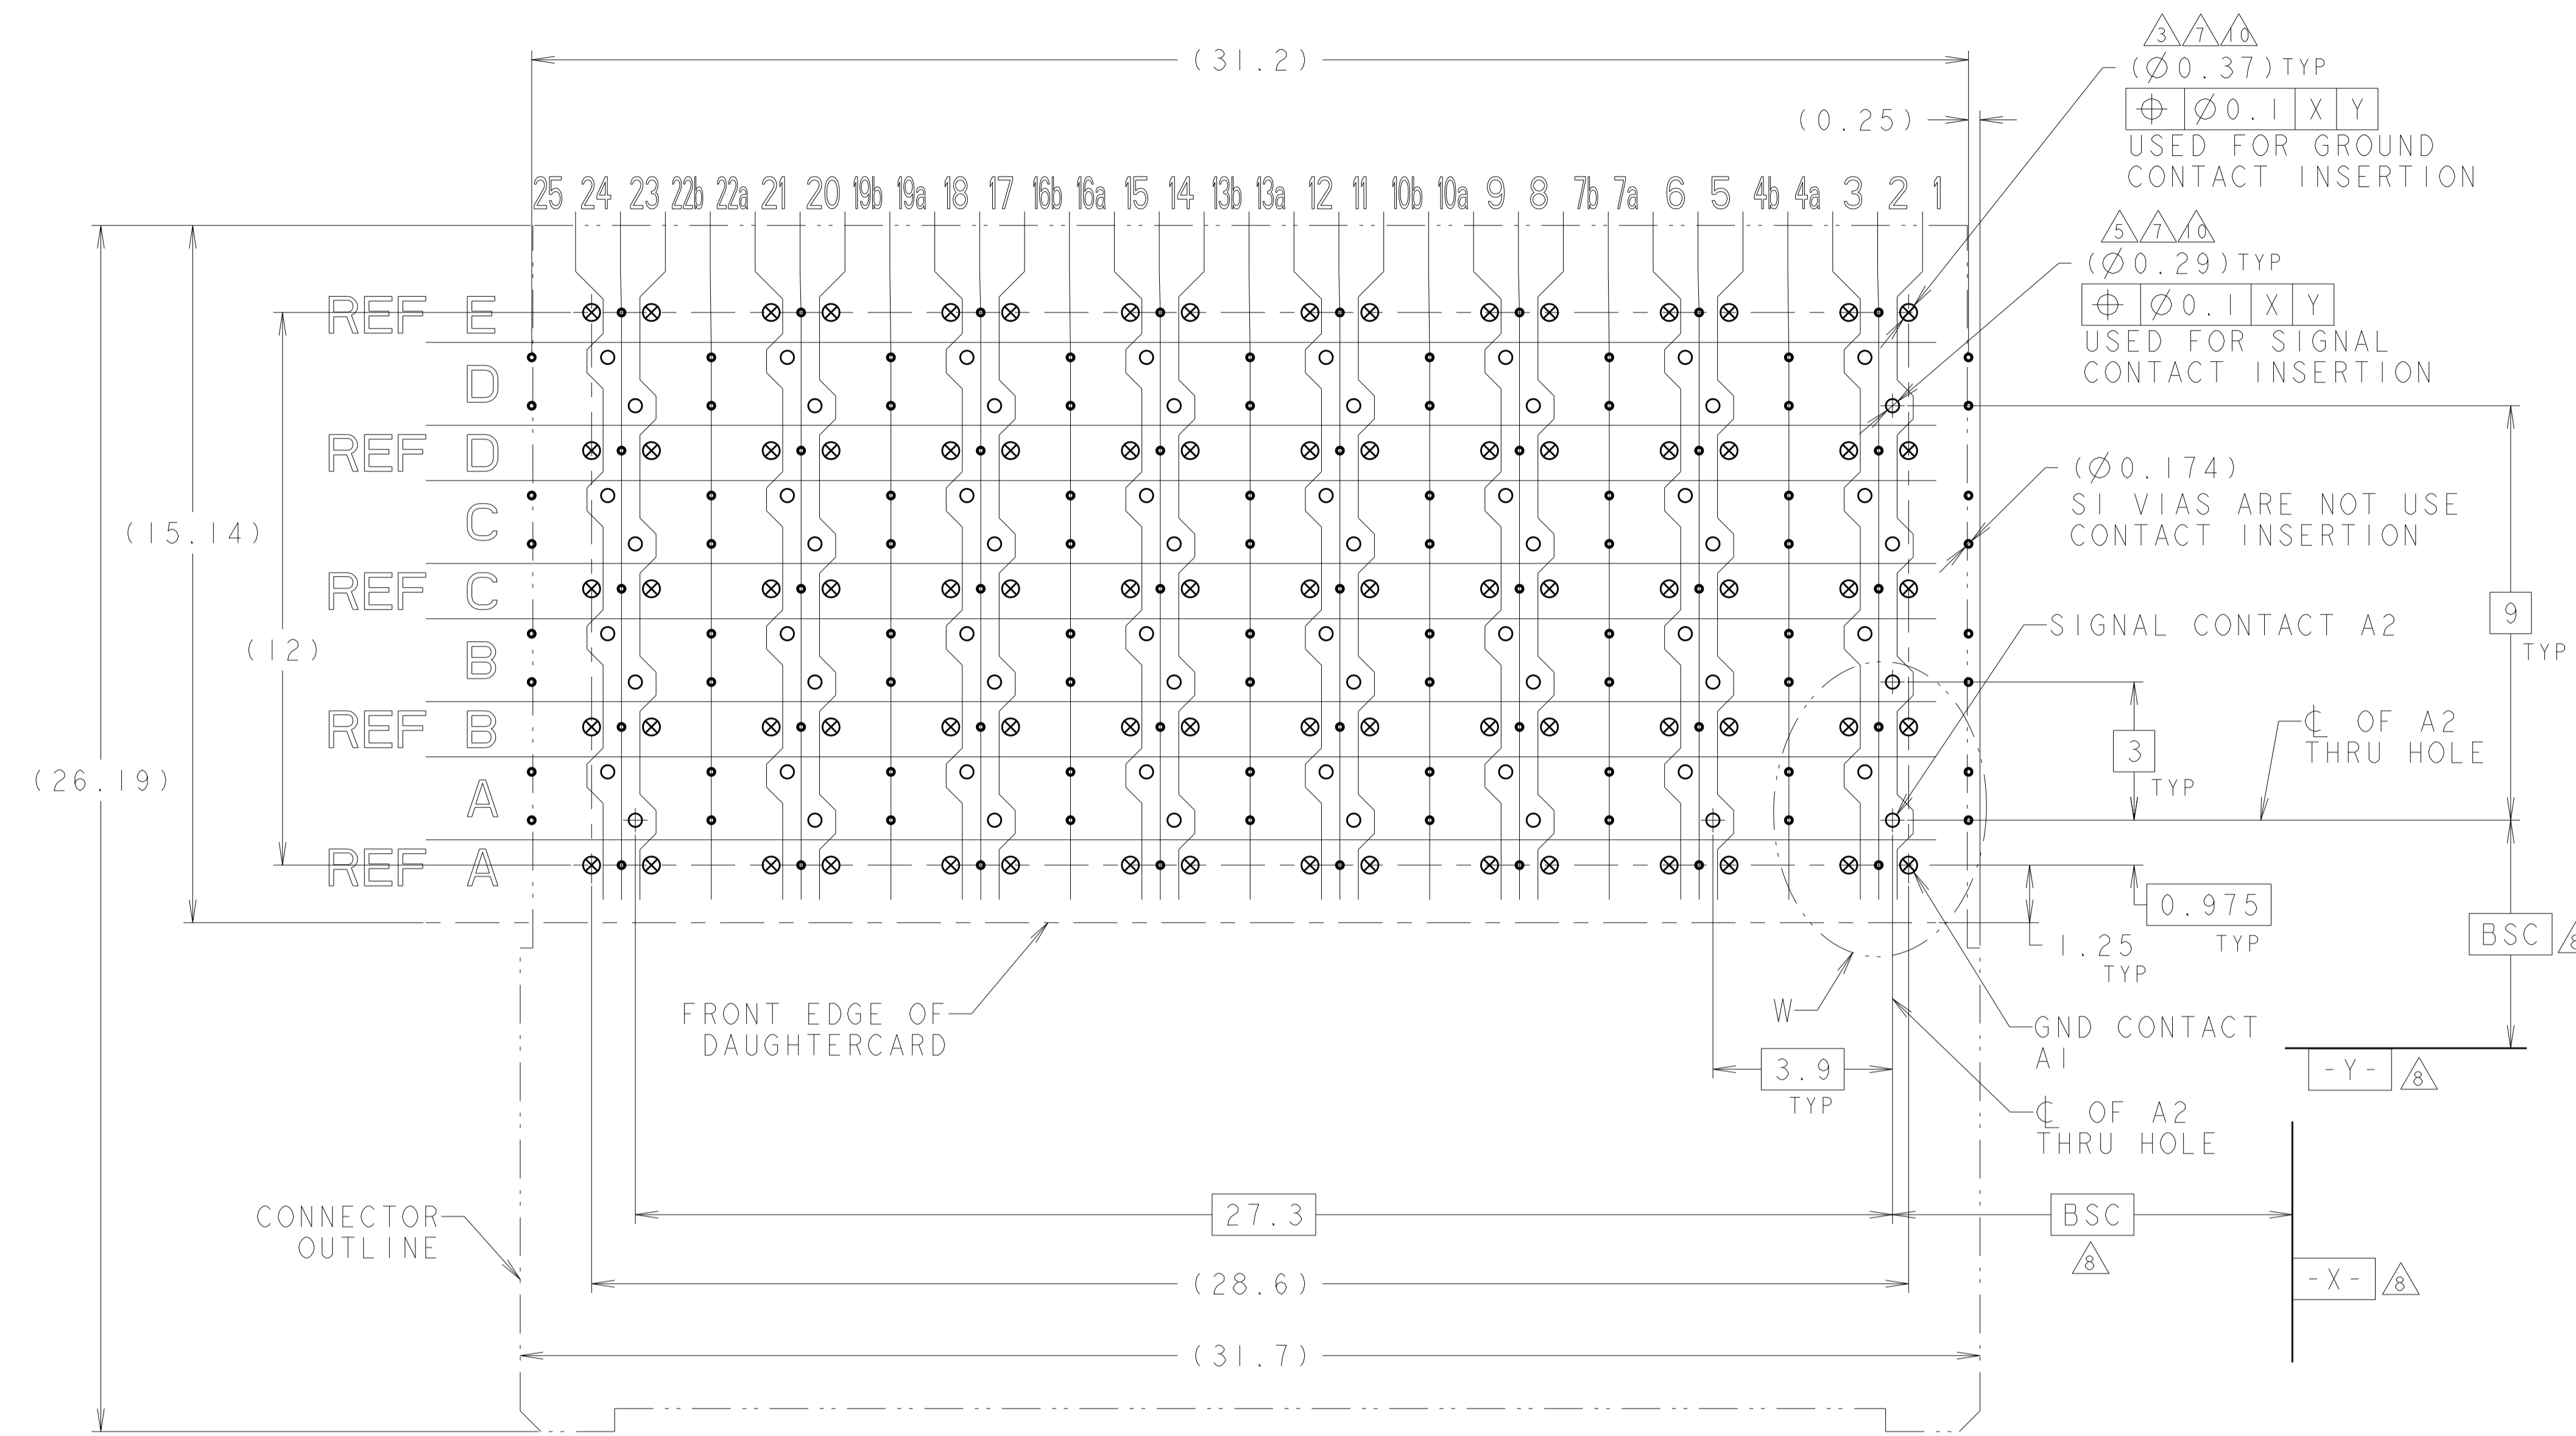 3 7 10
(31.2)
(Ø0.37) TYP
(0.25)
⌖ Ø0.1 X Y
USED FOR GROUND
CONTACT INSERTION
25 24 23 22b 22a 21 20 19b 19a 18 17 16b 16a 15 14 13b 13a 12 11 10b 10a 9 8 7b 7a 6 5 4b 4a 3 2 1
5 7 10
(Ø0.29) TYP
⌖ Ø0.1 X Y
USED FOR SIGNAL
CONTACT INSERTION
REF E
D
REF D
(Ø0.174)
SI VIAS ARE NOT USE
CONTACT INSERTION
(15.14)
C
REF C
9
TYP
SIGNAL CONTACT A2
(12)
B
REF B
℄ OF A2
THRU HOLE
3
TYP
(26.19)
A
REF A
0.975
TYP
1.25
TYP
BSC 8
FRONT EDGE OF
DAUGHTERCARD
W
GND CONTACT
A1
3.9
TYP
-Y- 8
℄ OF A2
THRU HOLE
CONNECTOR
OUTLINE
27.3
BSC
8
(28.6)
-X- 8
(31.7)